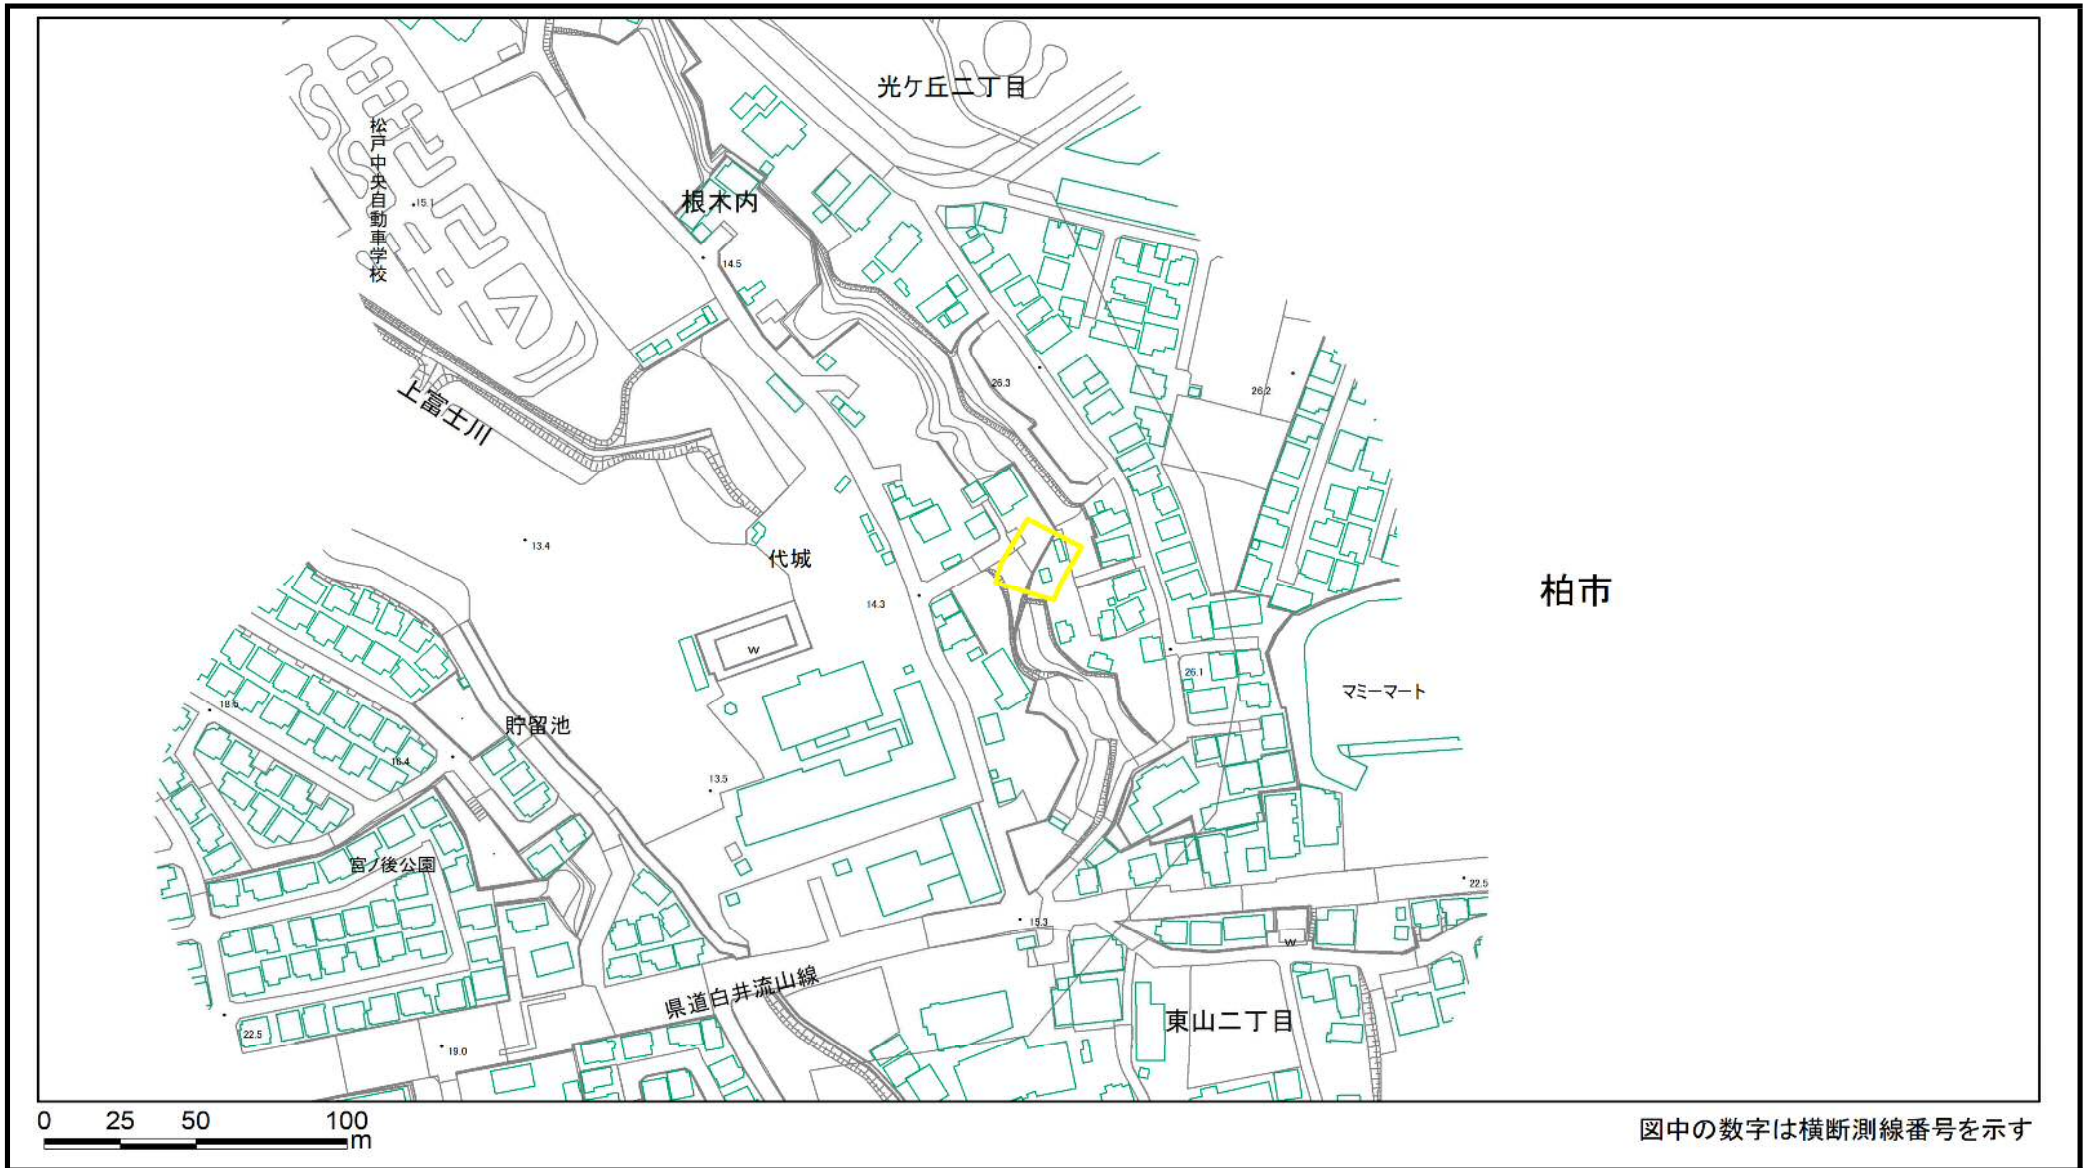 光ケ丘二丁目
松戸中央自動車学校
15.1
根木内
14.5
26.3
26.2
上富士川
13.4
代城
14.3
柏市
W
26.1
マミーマート
18.6
貯留池
16.4
13.5
宮ノ後公園
22.5
15.3
W
県道白井流山線
東山二丁目
22.5
19.0
0 25 50 100
m
図中の数字は横断測線番号を示す